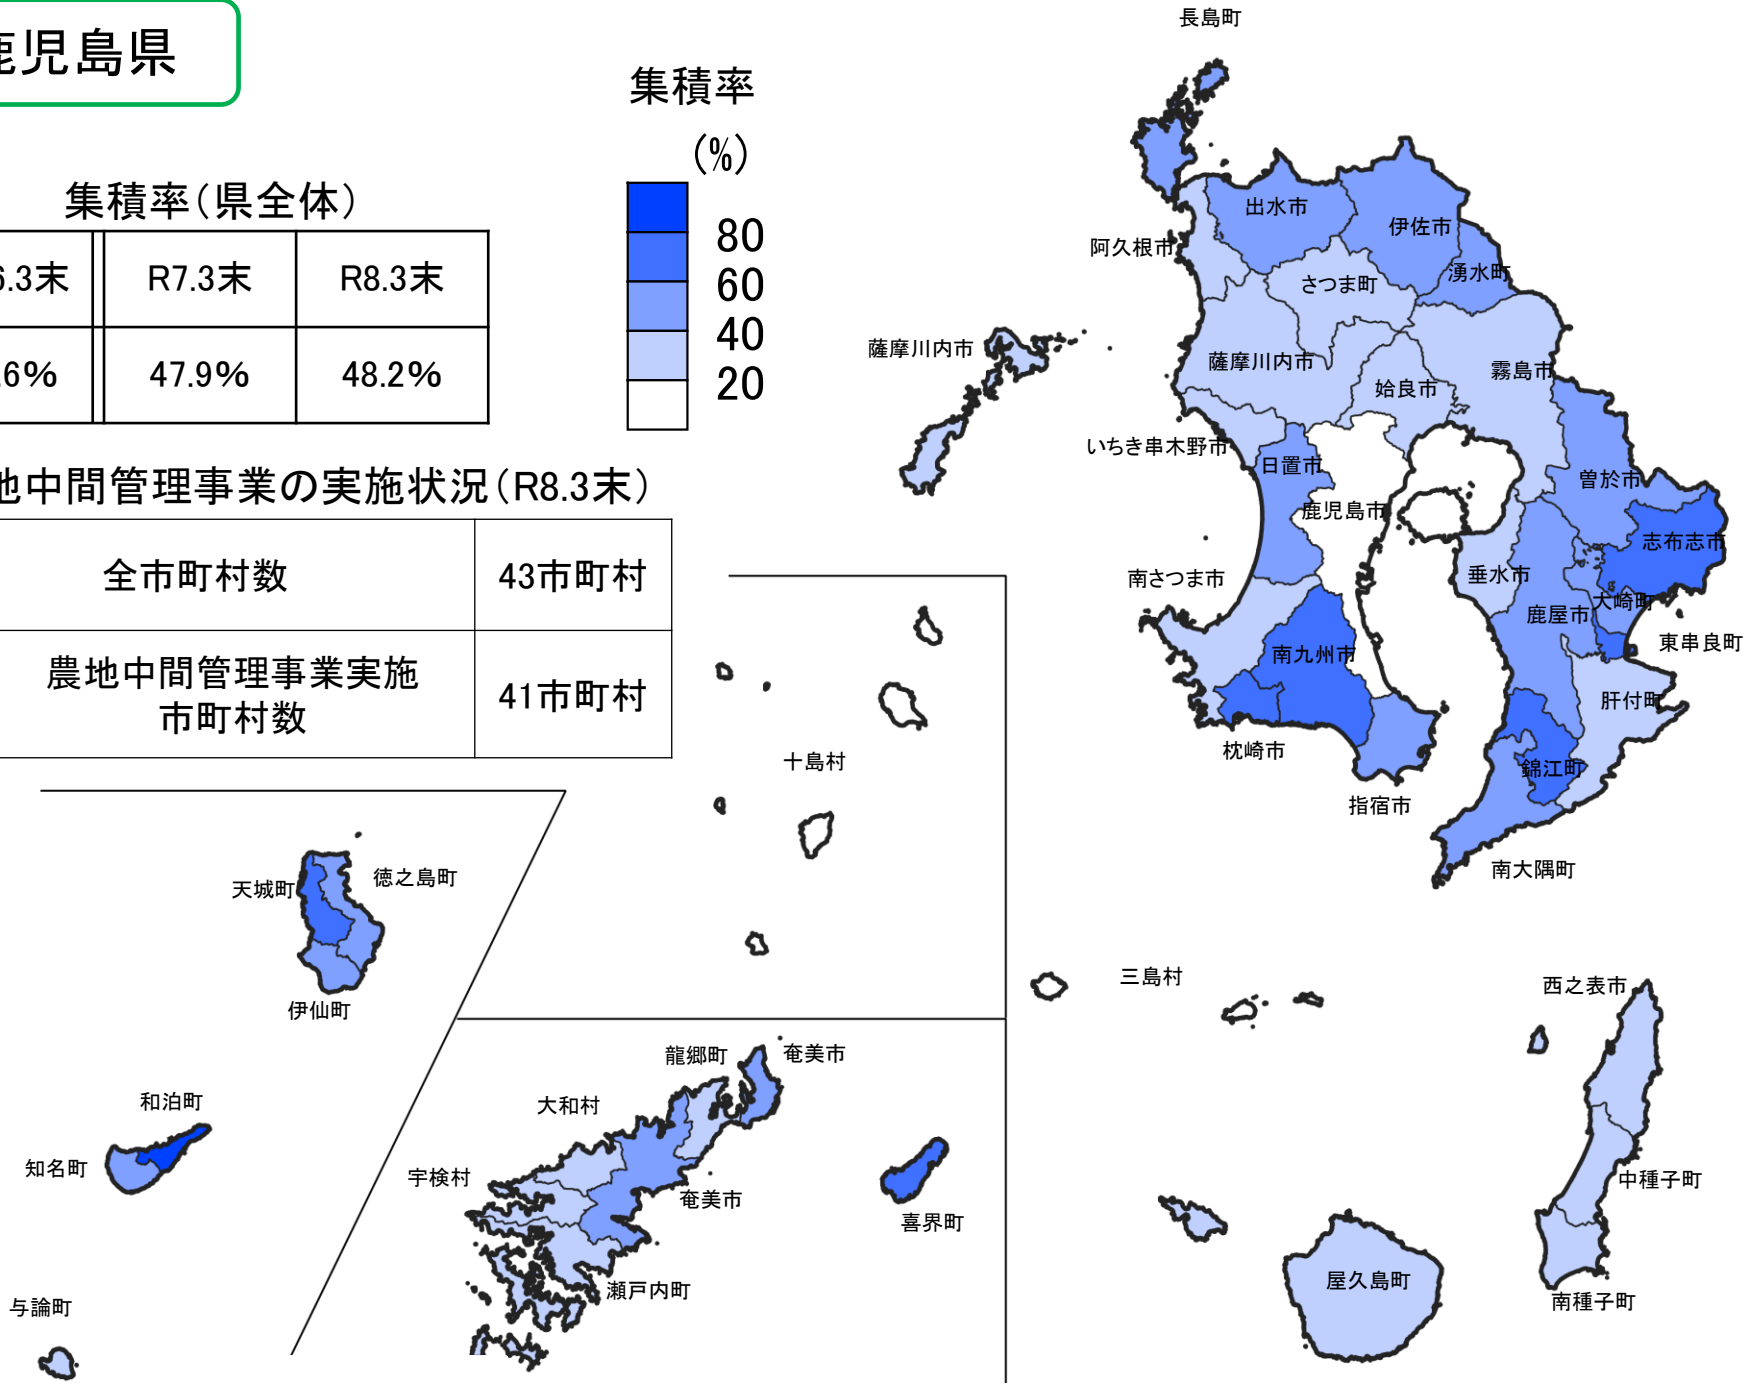 児島県
集積率
(%)
80
60
40
20
集積率(県全体)
.3末
R7.3末
R8.3末
6%
47.9%
48.2%
中間管理事業の実施状況(R8.3末)
全市町村数
43市町村
農地中間管理事業実施
市町村数
41市町村
長島町
出水市
伊佐市
阿久根市
湧水町
さつま町
薩摩川内市
薩摩川内市
霧島市
姶良市
いちき串木野市
日置市
曽於市
鹿児島市
志布志市
南さつま市
垂水市
大崎町
鹿屋市
東串良町
南九州市
肝付町
枕崎市
錦江町
指宿市
南大隅町
十島村
天城町
徳之島町
伊仙町
三島村
西之表市
和泊町
知名町
龍郷町
奄美市
大和村
宇検村
奄美市
喜界町
中種子町
瀬戸内町
屋久島町
南種子町
与論町